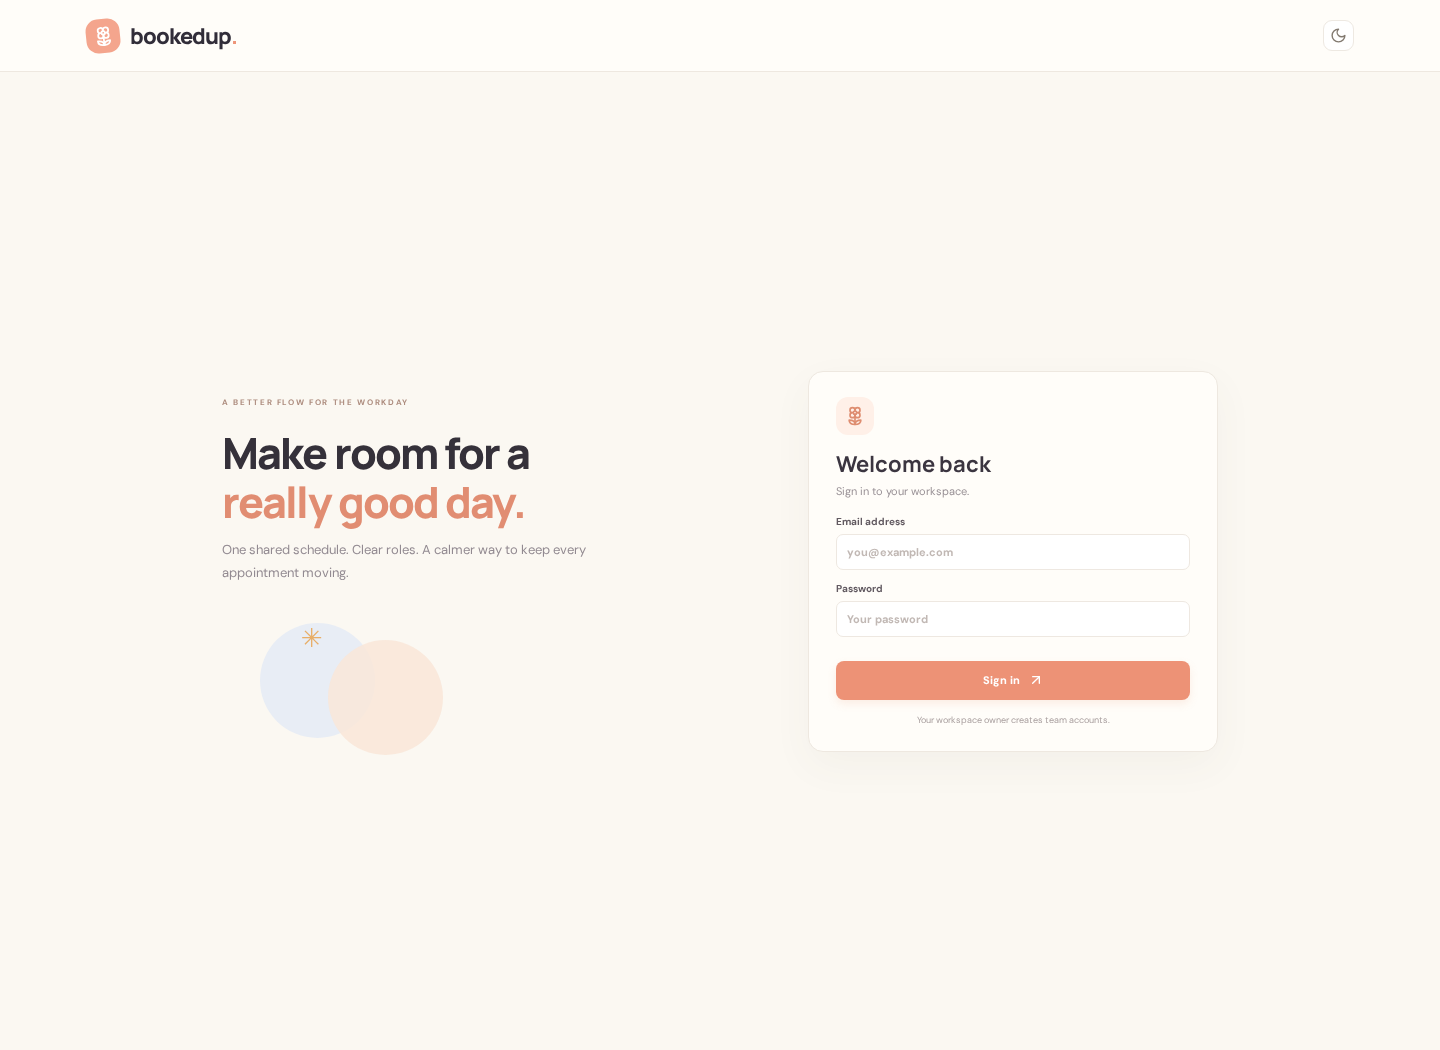 bookedup.
A BETTER FLOW FOR THE WORKDAY
Make room for a
really good day.
One shared schedule. Clear roles. A calmer way to keep every
appointment moving.
Welcome back
Sign in to your workspace.
Email address
you@example.com
Password
Your password
Sign in
Your workspace owner creates team accounts.